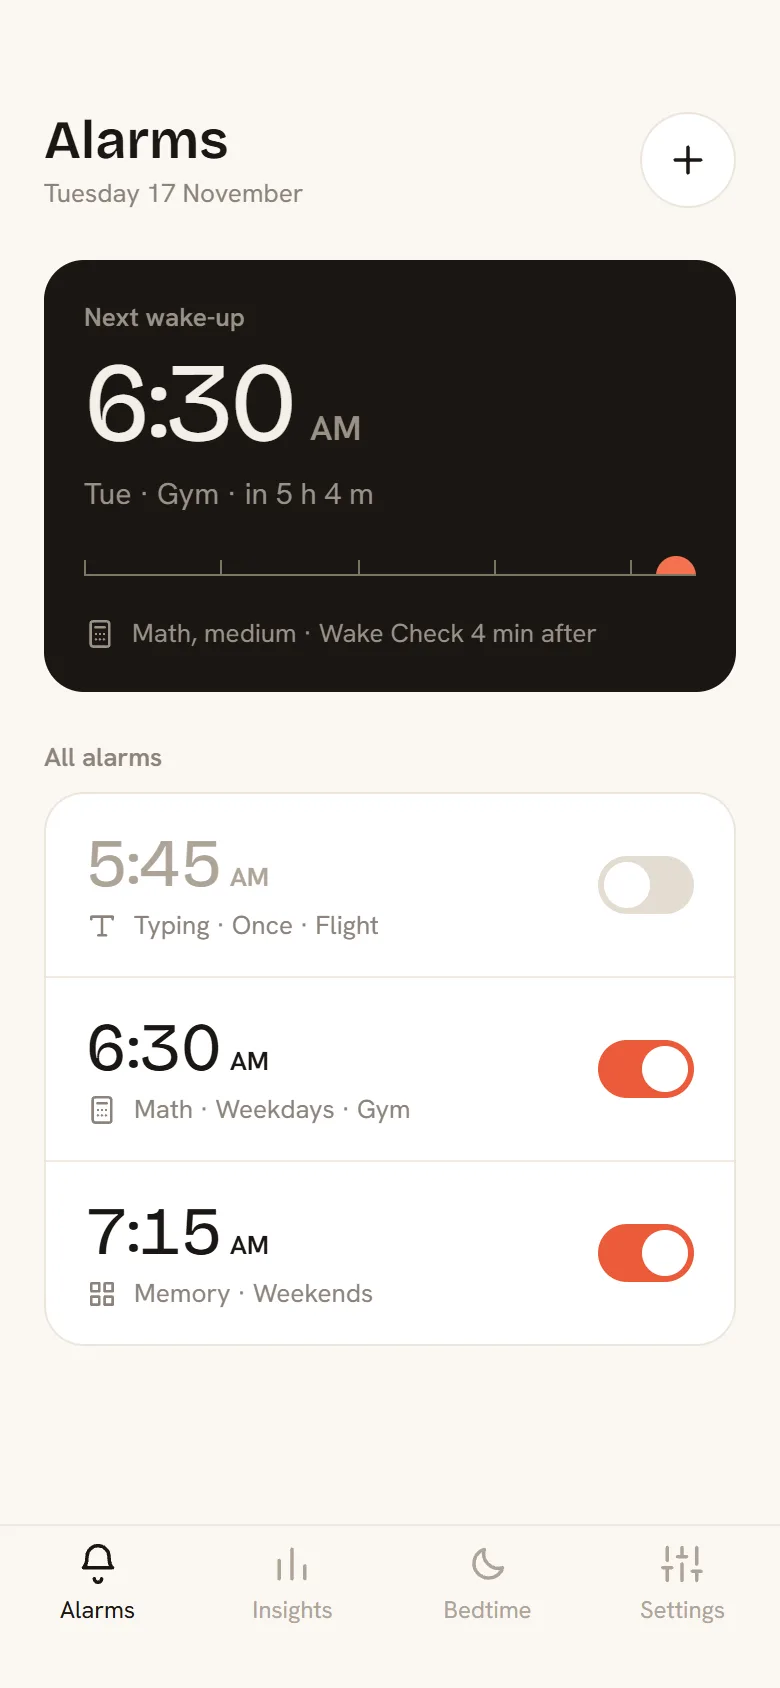 Alarms
Tuesday 17 November
Next wake-up
6:30 AM
Tue · Gym · in 5 h 4 m
Math, medium · Wake Check 4 min after
All alarms
5:45 AM
Typing · Once · Flight
6:30 AM
Math · Weekdays · Gym
7:15 AM
Memory · Weekends
Alarms
Insights
Bedtime
Settings